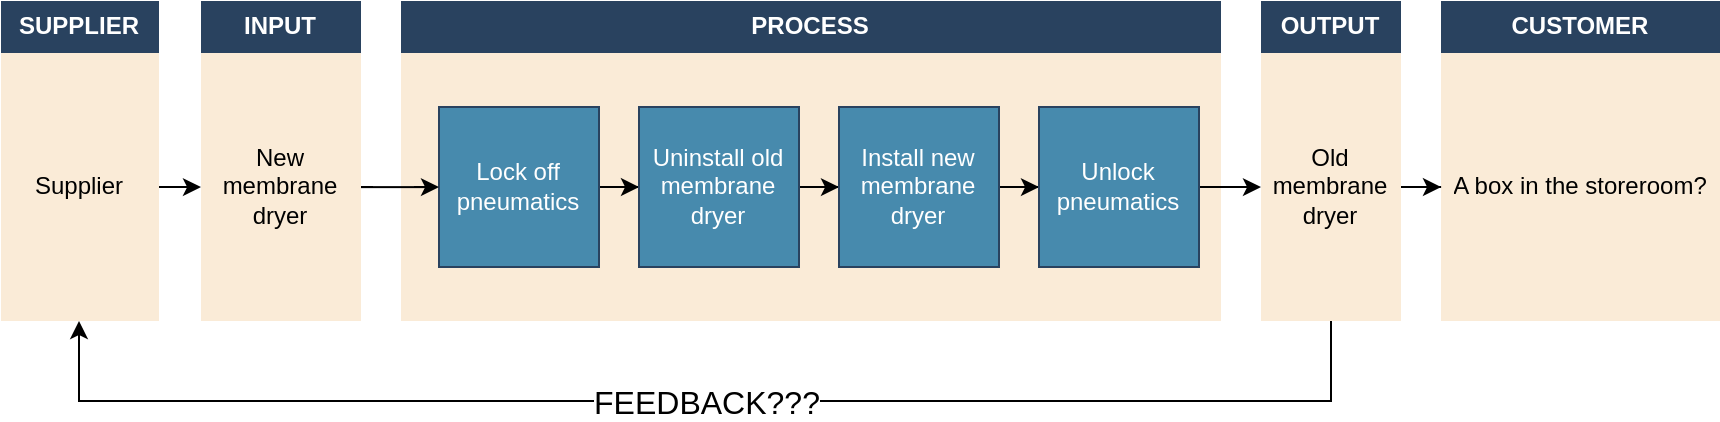 SUPPLIER
INPUT
PROCESS
OUTPUT
CUSTOMER
Supplier
New
membrane
dryer
Lock off
pneumatics
Uninstall old
membrane
dryer
Install new
membrane
dryer
Unlock
pneumatics
Old
membrane
dryer
A box in the storeroom?
FEEDBACK???